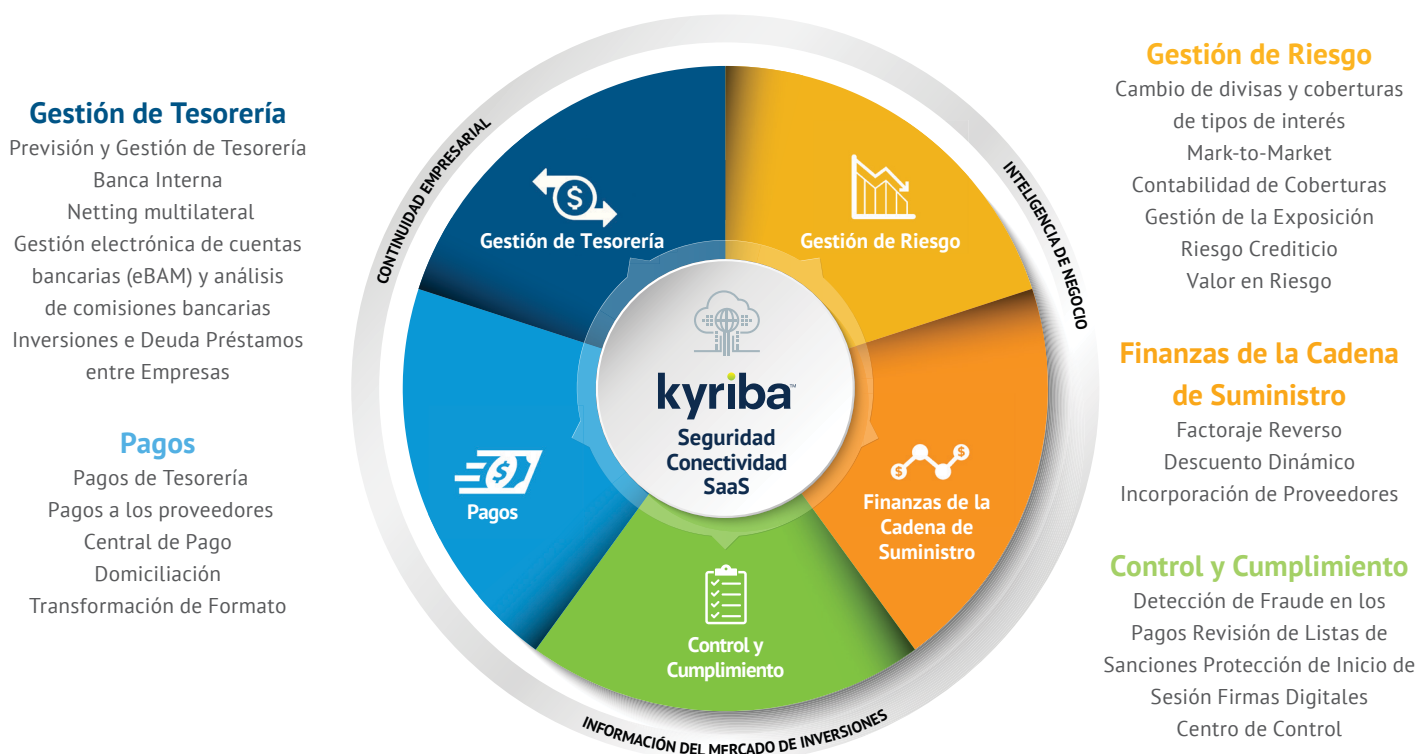 Gestión de Tesorería
Previsión y Gestión de Tesorería
Banca Interna
Netting multilateral
Gestión electrónica de cuentas
bancarias (eBAM) y análisis
de comisiones bancarias
Inversiones e Deuda Préstamos
entre Empresas
Pagos
Pagos de Tesorería
Pagos a los proveedores
Central de Pago
Domiciliación
Transformación de Formato
CONTINUIDAD EMPRESARIAL
INTELIGENCIA DE NEGOCIO
INFORMACIÓN DEL MERCADO DE INVERSIONES
Gestión de Tesorería
Gestión de Riesgo
Pagos
Finanzas de la
Cadena de
Suministro
Control y
Cumplimiento
kyriba™
Seguridad
Conectividad
SaaS
Gestión de Riesgo
Cambio de divisas y coberturas
de tipos de interés
Mark-to-Market
Contabilidad de Coberturas
Gestión de la Exposición
Riesgo Crediticio
Valor en Riesgo
Finanzas de la Cadena
de Suministro
Factoraje Reverso
Descuento Dinámico
Incorporación de Proveedores
Control y Cumplimiento
Detección de Fraude en los
Pagos Revisión de Listas de
Sanciones Protección de Inicio de
Sesión Firmas Digitales
Centro de Control